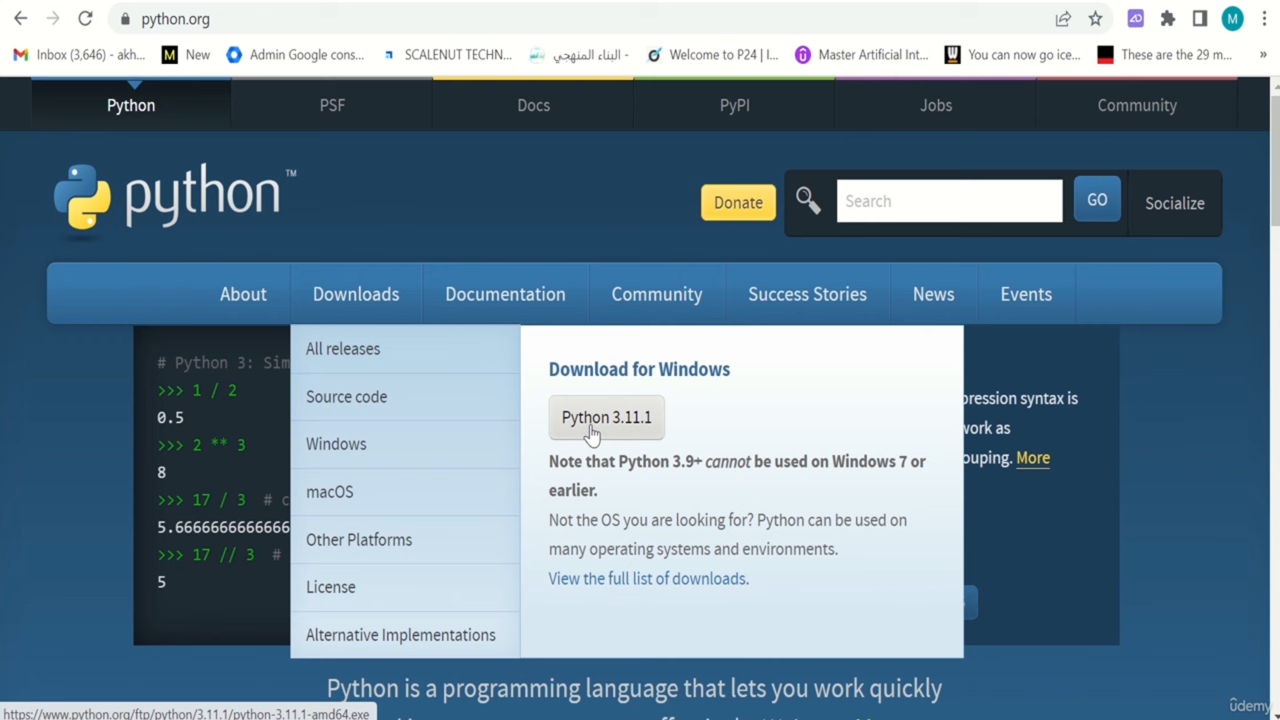 python.org
Inbox (3,646) - akh...
New
Admin Google cons...
SCALENUT TECHN...
البناء المنهجي - ...
Welcome to P24 | I...
Master Artificial Int...
You can now go ice...
These are the 29 m...
»
Python
PSF
Docs
PyPI
Jobs
Community
python™
Donate
Search
GO
Socialize
About
Downloads
Documentation
Community
Success Stories
News
Events
# Python 3: Sim
>>> 1 / 2
0.5
>>> 2 ** 3
8
>>> 17 / 3 # c
5.6666666666666
>>> 17 // 3 #
5
All releases
Source code
Windows
macOS
Other Platforms
License
Alternative Implementations
Download for Windows
Python 3.11.1
Note that Python 3.9+ cannot be used on Windows 7 or
earlier.
Not the OS you are looking for? Python can be used on
many operating systems and environments.
View the full list of downloads.
pression syntax is
work as
ouping. More
Python is a programming language that lets you work quickly
https://www.python.org/ftp/python/3.11.1/python-3.11.1-amd64.exe
ûdemy